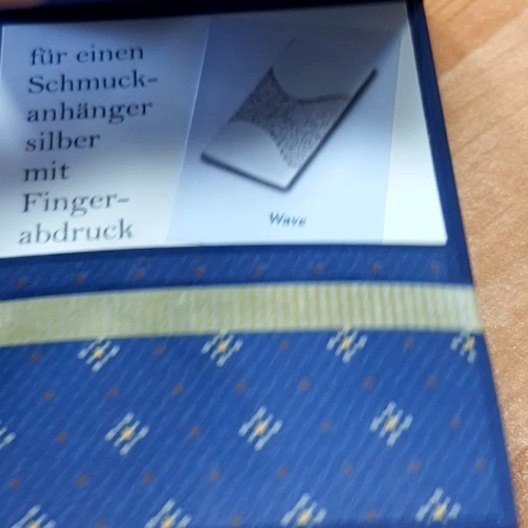 für einen
Schmuck-
anhänger
silber
mit
Finger-
abdruck
Wave